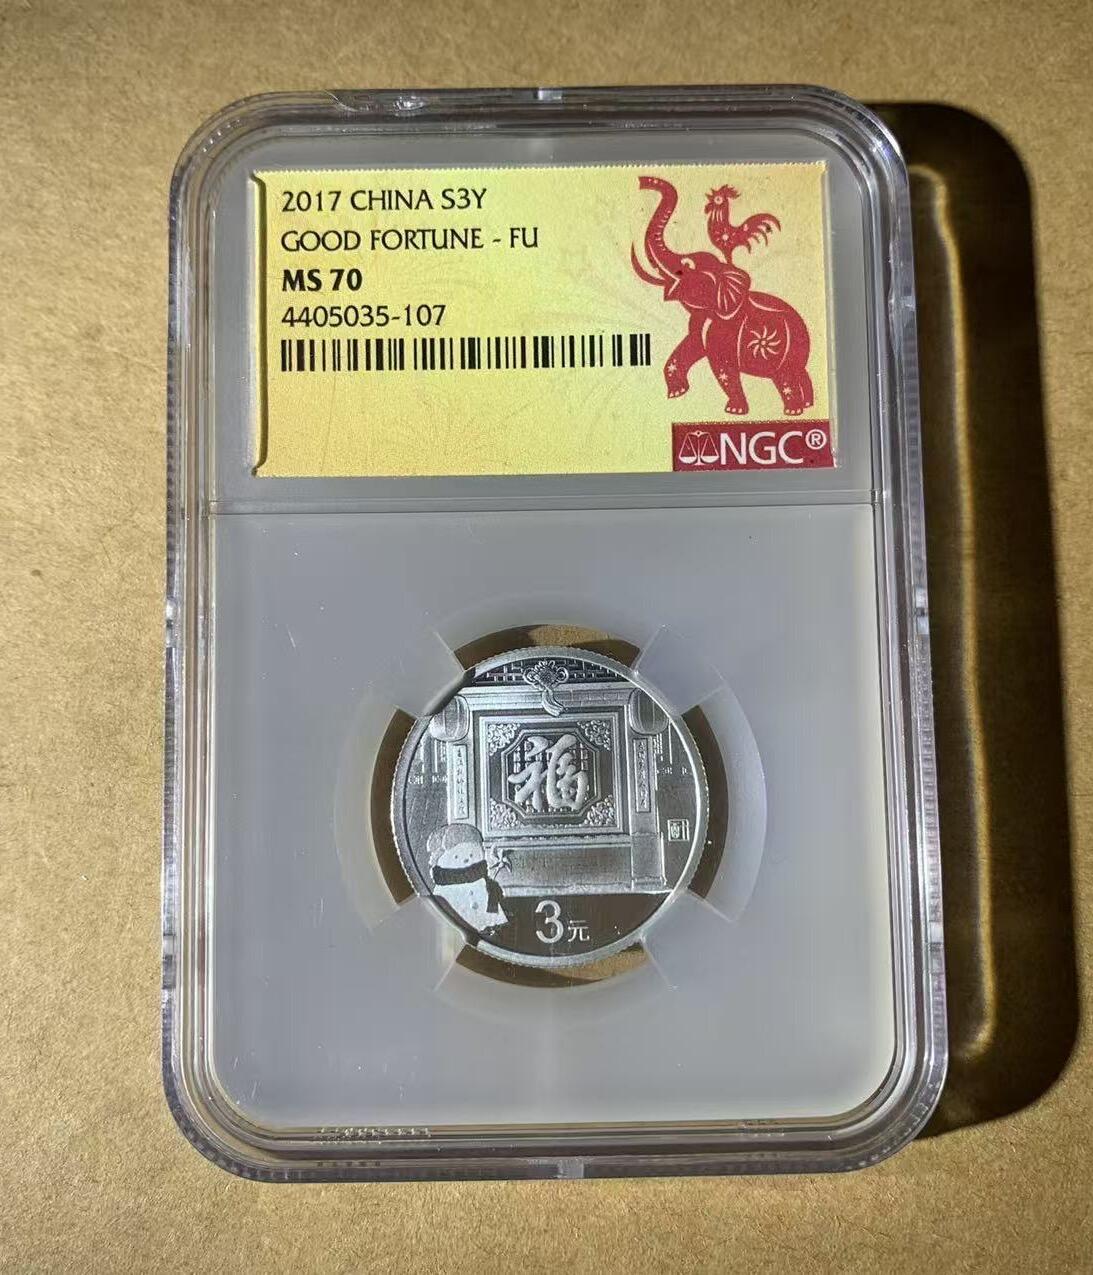 2017 CHINA S3Y
GOOD FORTUNE - FU
MS 70
4405035-107
NGC®
福
3元